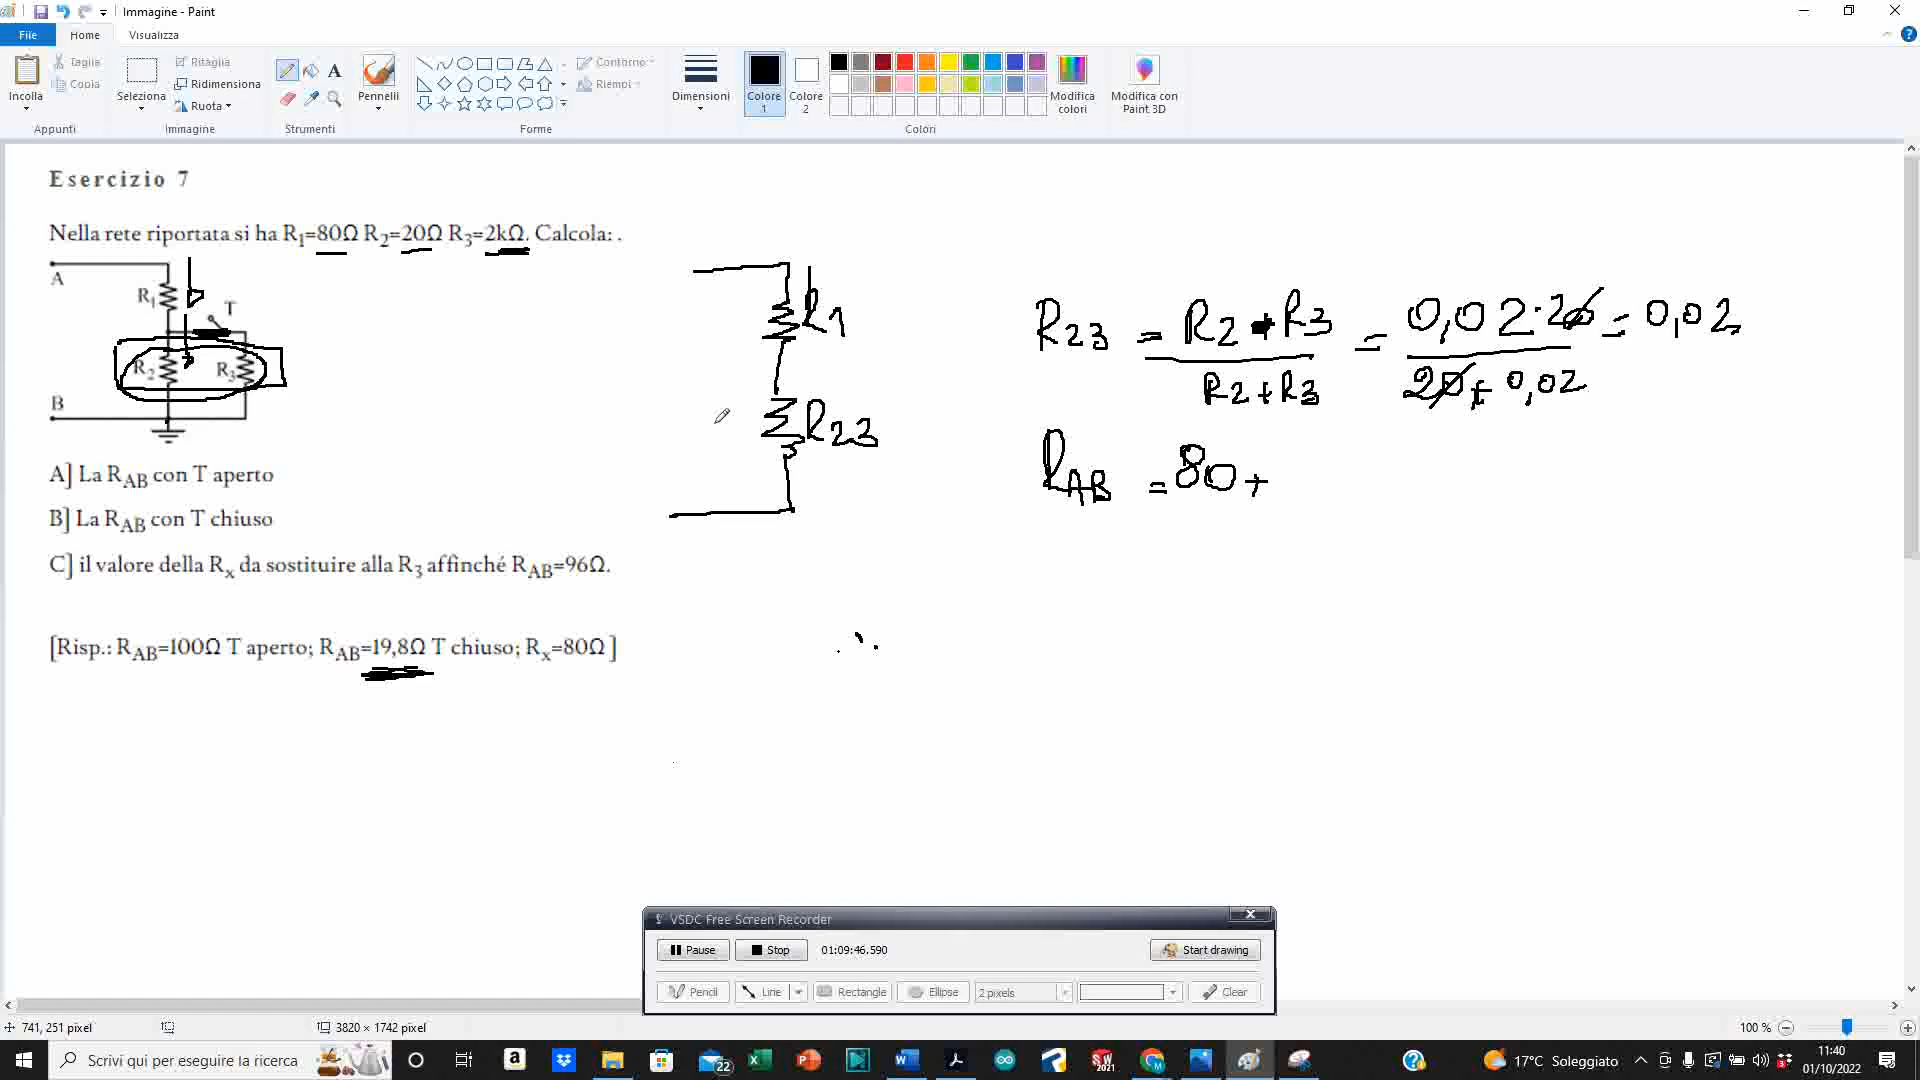 Immagine - Paint
File Home Visualizza
Incolla
Taglia
Copia
Appunti
Seleziona
Ritaglia
Ridimensiona
Ruota
Immagine
A
Strumenti
Pennelli
Contorno
Riempi
Forme
Dimensioni
Colore 1
Colore 2
Modifica colori
Colori
Modifica con Paint 3D
Esercizio 7
Nella rete riportata si ha R1=80Ω R2=20Ω R3=2kΩ. Calcola: .
A
R1
T
R2
R3
B
A] La RAB con T aperto
B] La RAB con T chiuso
C] il valore della Rx da sostituire alla R3 affinché RAB=96Ω.
[Risp.: RAB=100Ω T aperto; RAB=19,8Ω T chiuso; Rx=80Ω ]
R1
R23
R23 = R2 · R3 = 0,02 · 20 = 0,02
R2 + R3 20 + 0,02
RAB = 80 +
VSDC Free Screen Recorder
Pause Stop 01:09:46.590 Start drawing
Pencil Line Rectangle Ellipse 2 pixels Clear
741, 251 pixel 3820 × 1742 pixel 100 %
Scrivi qui per eseguire la ricerca
22
17°C Soleggiato
11:40
01/10/2022